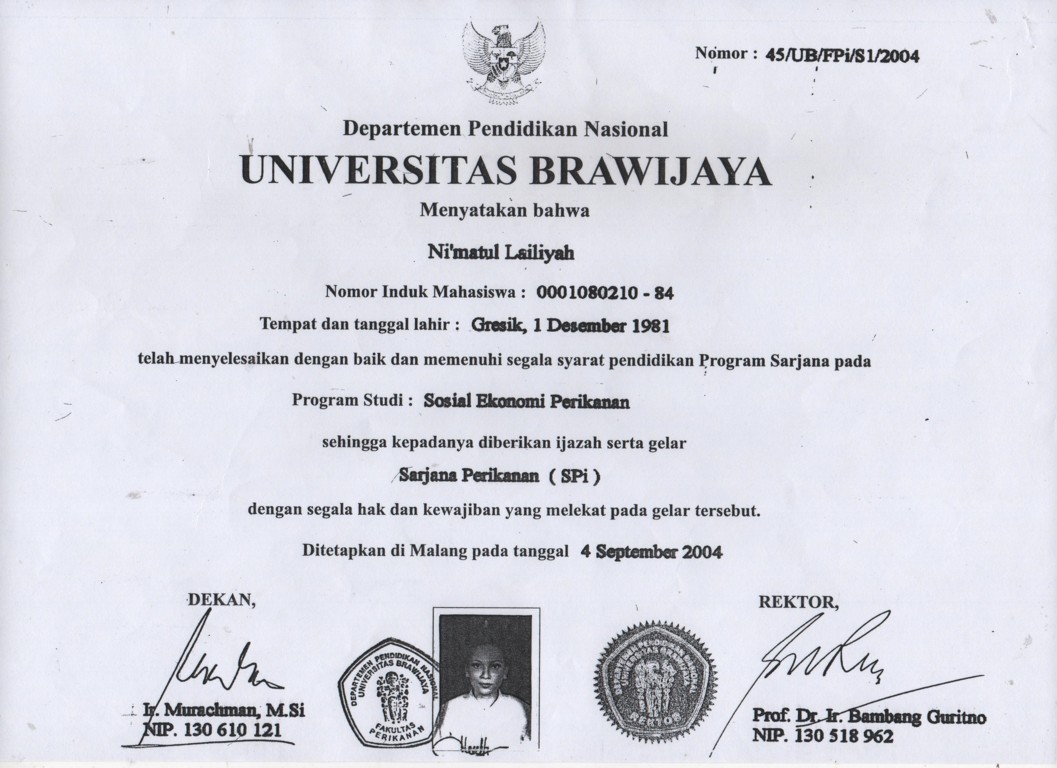 Nomor : 45/UB/FPi/S1/2004
Departemen Pendidikan Nasional
UNIVERSITAS BRAWIJAYA
Menyatakan bahwa
Ni'matul Lailiyah
Nomor Induk Mahasiswa : 0001080210 - 84
Tempat dan tanggal lahir : Gresik, 1 Desember 1981
telah menyelesaikan dengan baik dan memenuhi segala syarat pendidikan Program Sarjana pada
Program Studi : Sosial Ekonomi Perikanan
sehingga kepadanya diberikan ijazah serta gelar
Sarjana Perikanan ( SPi )
dengan segala hak dan kewajiban yang melekat pada gelar tersebut.
Ditetapkan di Malang pada tanggal 4 September 2004
DEKAN,
Ir. Murachman, M.Si
NIP. 130 610 121
DEPARTEMEN PENDIDIKAN NASIONAL
UNIVERSITAS BRAWIJAYA
FAKULTAS
PERIKANAN
REKTOR,
Prof. Dr. Ir. Bambang Guritno
NIP. 130 518 962